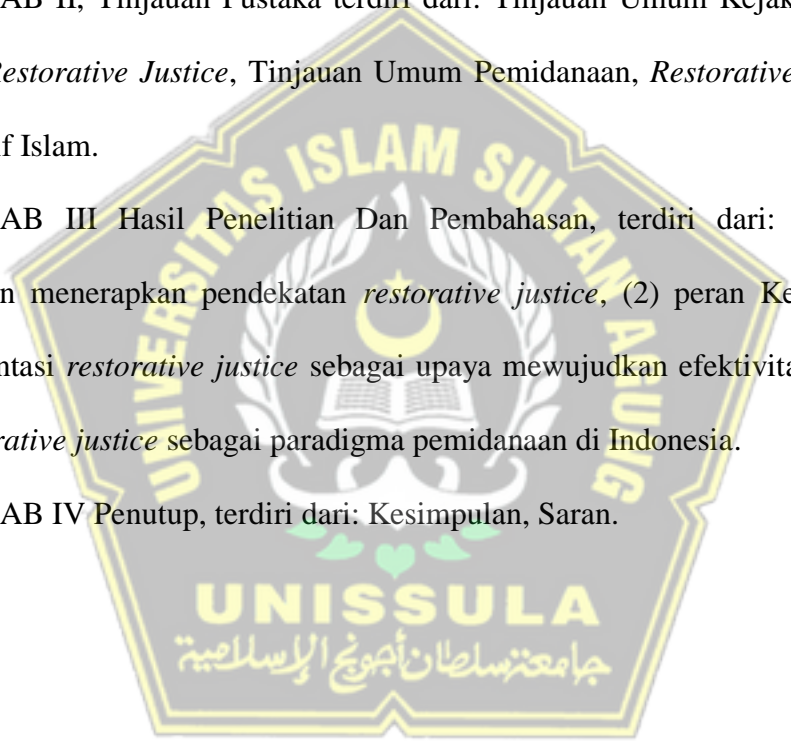 AB II, Tinjauan Pustaka terdiri dari: Tinjauan Umum Kejak
estorative Justice, Tinjauan Umum Pemidanaan, Restorative
f Islam.
AB III Hasil Penelitian Dan Pembahasan, terdiri dari:
n menerapkan pendekatan restorative justice, (2) peran Ke
ntasi restorative justice sebagai upaya mewujudkan efektivita
rative justice sebagai paradigma pemidanaan di Indonesia.
AB IV Penutup, terdiri dari: Kesimpulan, Saran.
UNIVERSITAS ISLAM SULTAN AGUNG
UNISSULA
جامعة سلطان أجونج الإسلامية